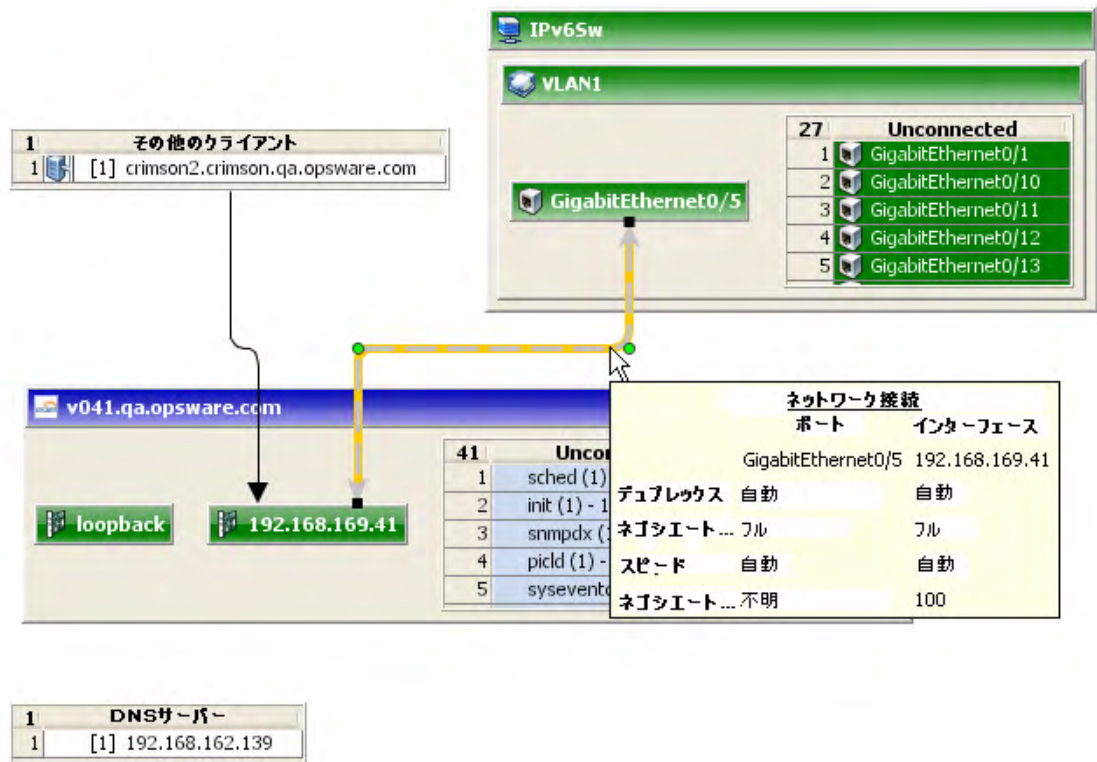 IPv6Sw
VLAN1
27 Unconnected
1 GigabitEthernet0/1
2 GigabitEthernet0/10
3 GigabitEthernet0/11
4 GigabitEthernet0/12
5 GigabitEthernet0/13
GigabitEthernet0/5
1 その他のクライアント
1 [1] crimson2.crimson.qa.opsware.com
v041.qa.opsware.com
loopback
192.168.169.41
41
1 sched (1)
2 init (1) - 1
3 snmpdx
4 picld (1) -
5
ネットワーク接続
ポート インターフェース
GigabitEthernet0/5 192.168.169.41
デュプレックス 自動 自動
ネゴシエート... フル フル
スピード 自動 自動
ネゴシエート... 不明 100
1 DNSサーバー
1 [1] 192.168.162.139